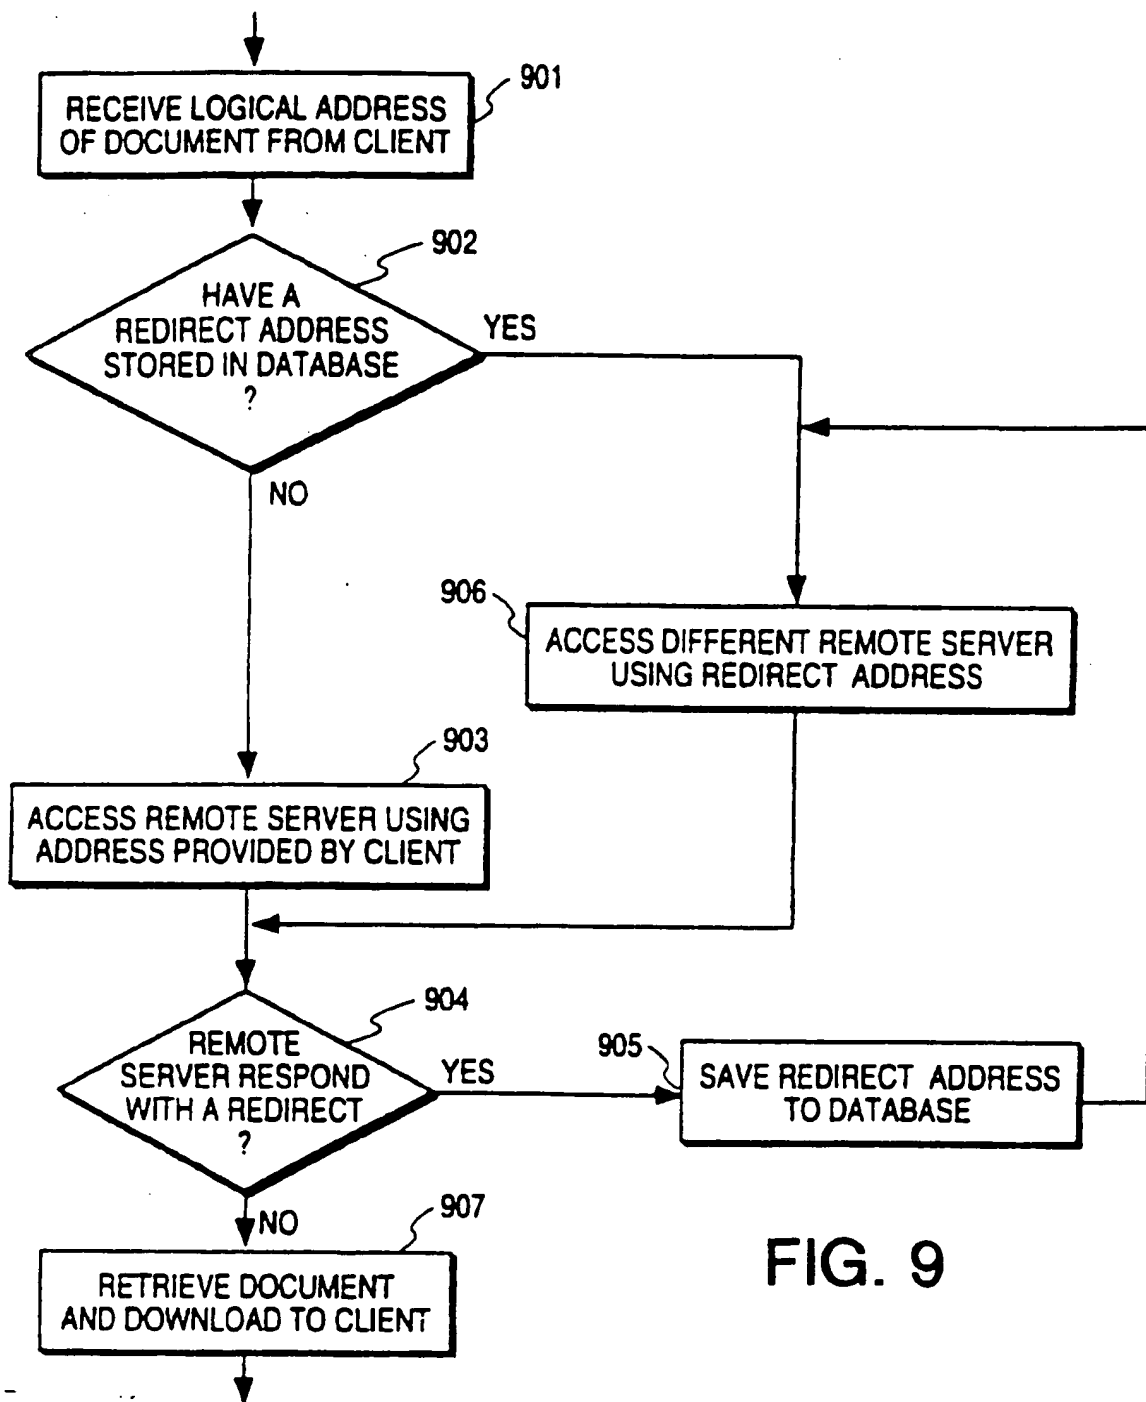 901
RECEIVE LOGICAL ADDRESS
OF DOCUMENT FROM CLIENT
902
HAVE A
REDIRECT ADDRESS
STORED IN DATABASE
?
YES
NO
906
ACCESS DIFFERENT REMOTE SERVER
USING REDIRECT ADDRESS
903
ACCESS REMOTE SERVER USING
ADDRESS PROVIDED BY CLIENT
904
REMOTE
SERVER RESPOND
WITH A REDIRECT
?
YES
905
SAVE REDIRECT ADDRESS
TO DATABASE
NO
907
RETRIEVE DOCUMENT
AND DOWNLOAD TO CLIENT
FIG. 9